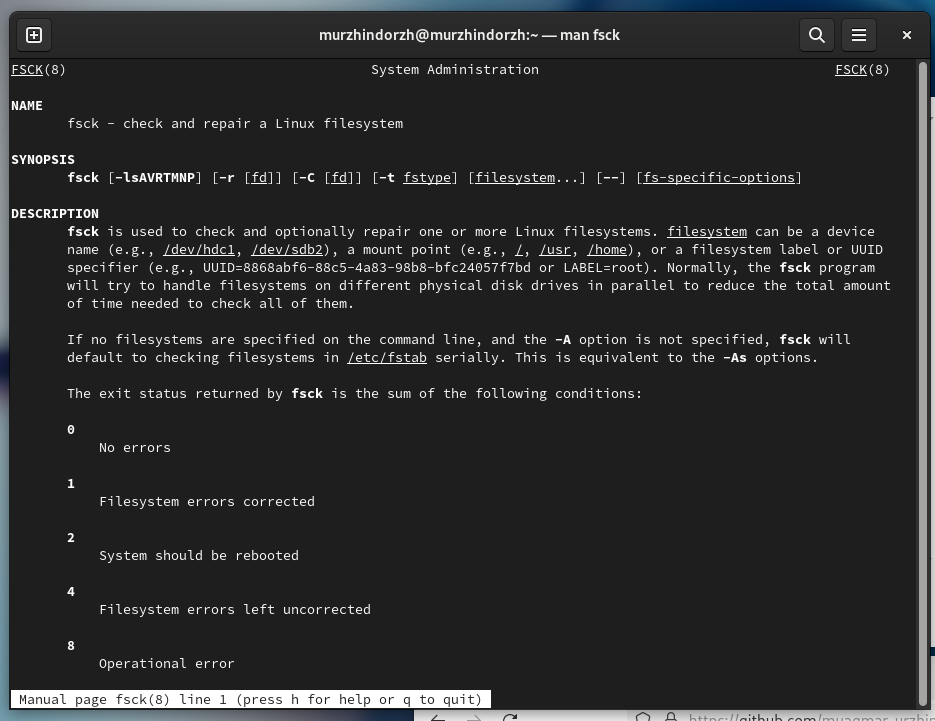 murzhindorzh@murzhindorzh:~ — man fsck
FSCK(8) System Administration FSCK(8)
NAME
fsck - check and repair a Linux filesystem
SYNOPSIS
fsck [-lsAVRTMNP] [-r [fd]] [-C [fd]] [-t fstype] [filesystem...] [--] [fs-specific-options]
DESCRIPTION
fsck is used to check and optionally repair one or more Linux filesystems. filesystem can be a device
name (e.g., /dev/hdc1, /dev/sdb2), a mount point (e.g., /, /usr, /home), or a filesystem label or UUID
specifier (e.g., UUID=8868abf6-88c5-4a83-98b8-bfc24057f7bd or LABEL=root). Normally, the fsck program
will try to handle filesystems on different physical disk drives in parallel to reduce the total amount
of time needed to check all of them.
If no filesystems are specified on the command line, and the -A option is not specified, fsck will
default to checking filesystems in /etc/fstab serially. This is equivalent to the -As options.
The exit status returned by fsck is the sum of the following conditions:
0
No errors
1
Filesystem errors corrected
2
System should be rebooted
4
Filesystem errors left uncorrected
8
Operational error
Manual page fsck(8) line 1 (press h for help or q to quit)